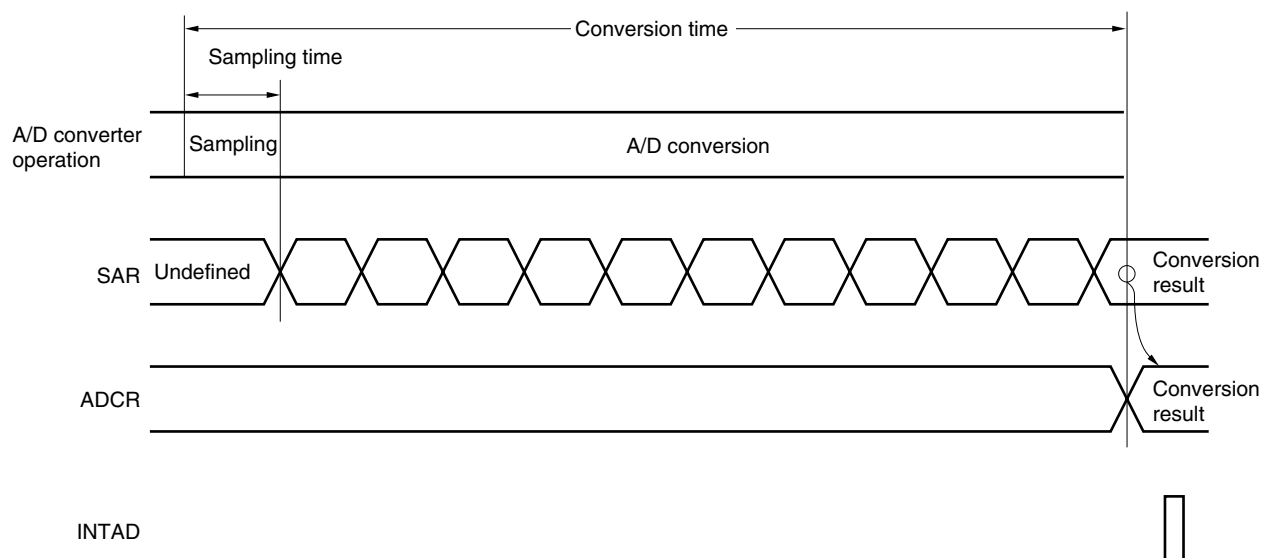 Conversion time
Sampling time
A/D converter
operation
Sampling
A/D conversion
SAR
Undefined
Conversion
result
ADCR
Conversion
result
INTAD